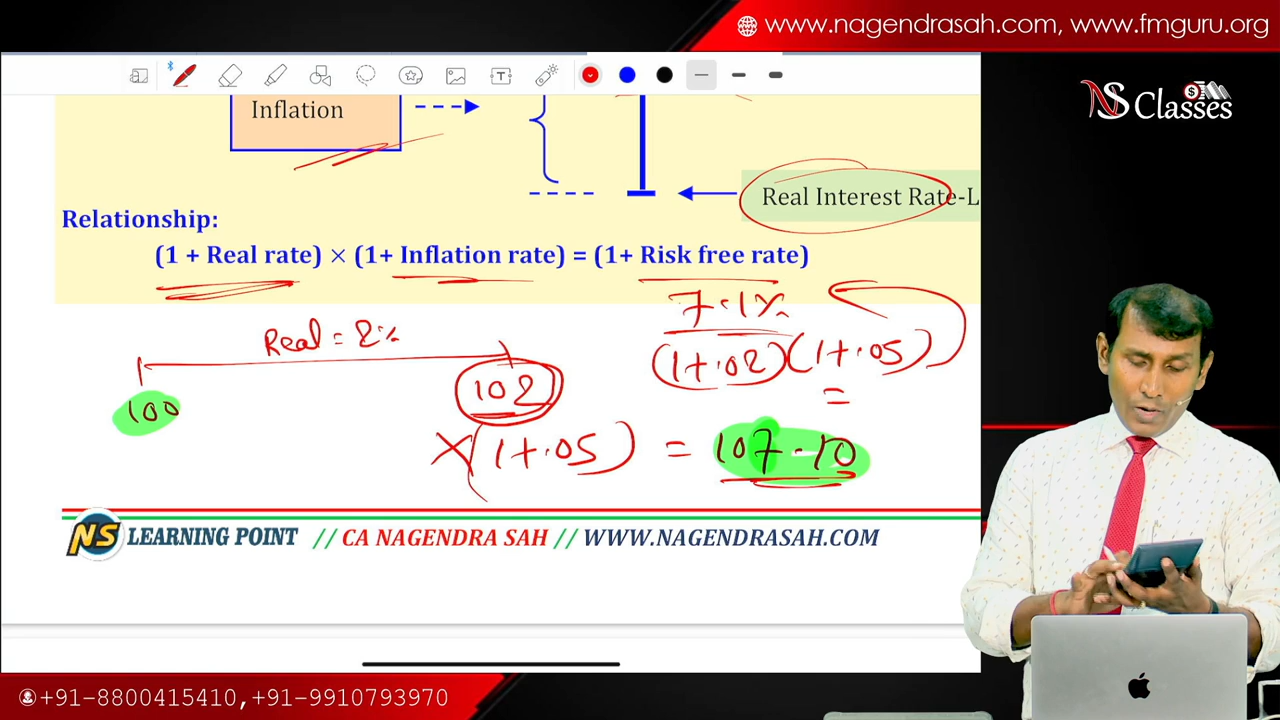 www.nagendrasah.com, www.fmguru.org
NS Classes
Inflation
Real Interest Rate-L
Relationship:
(1 + Real rate) × (1+ Inflation rate) = (1+ Risk free rate)
7.1%
Real = 2%
(1+.02)(1+.05)
=
100
102
×(1+.05) = 107.10
NS LEARNING POINT // CA NAGENDRA SAH // WWW.NAGENDRASAH.COM
+91-8800415410,+91-9910793970